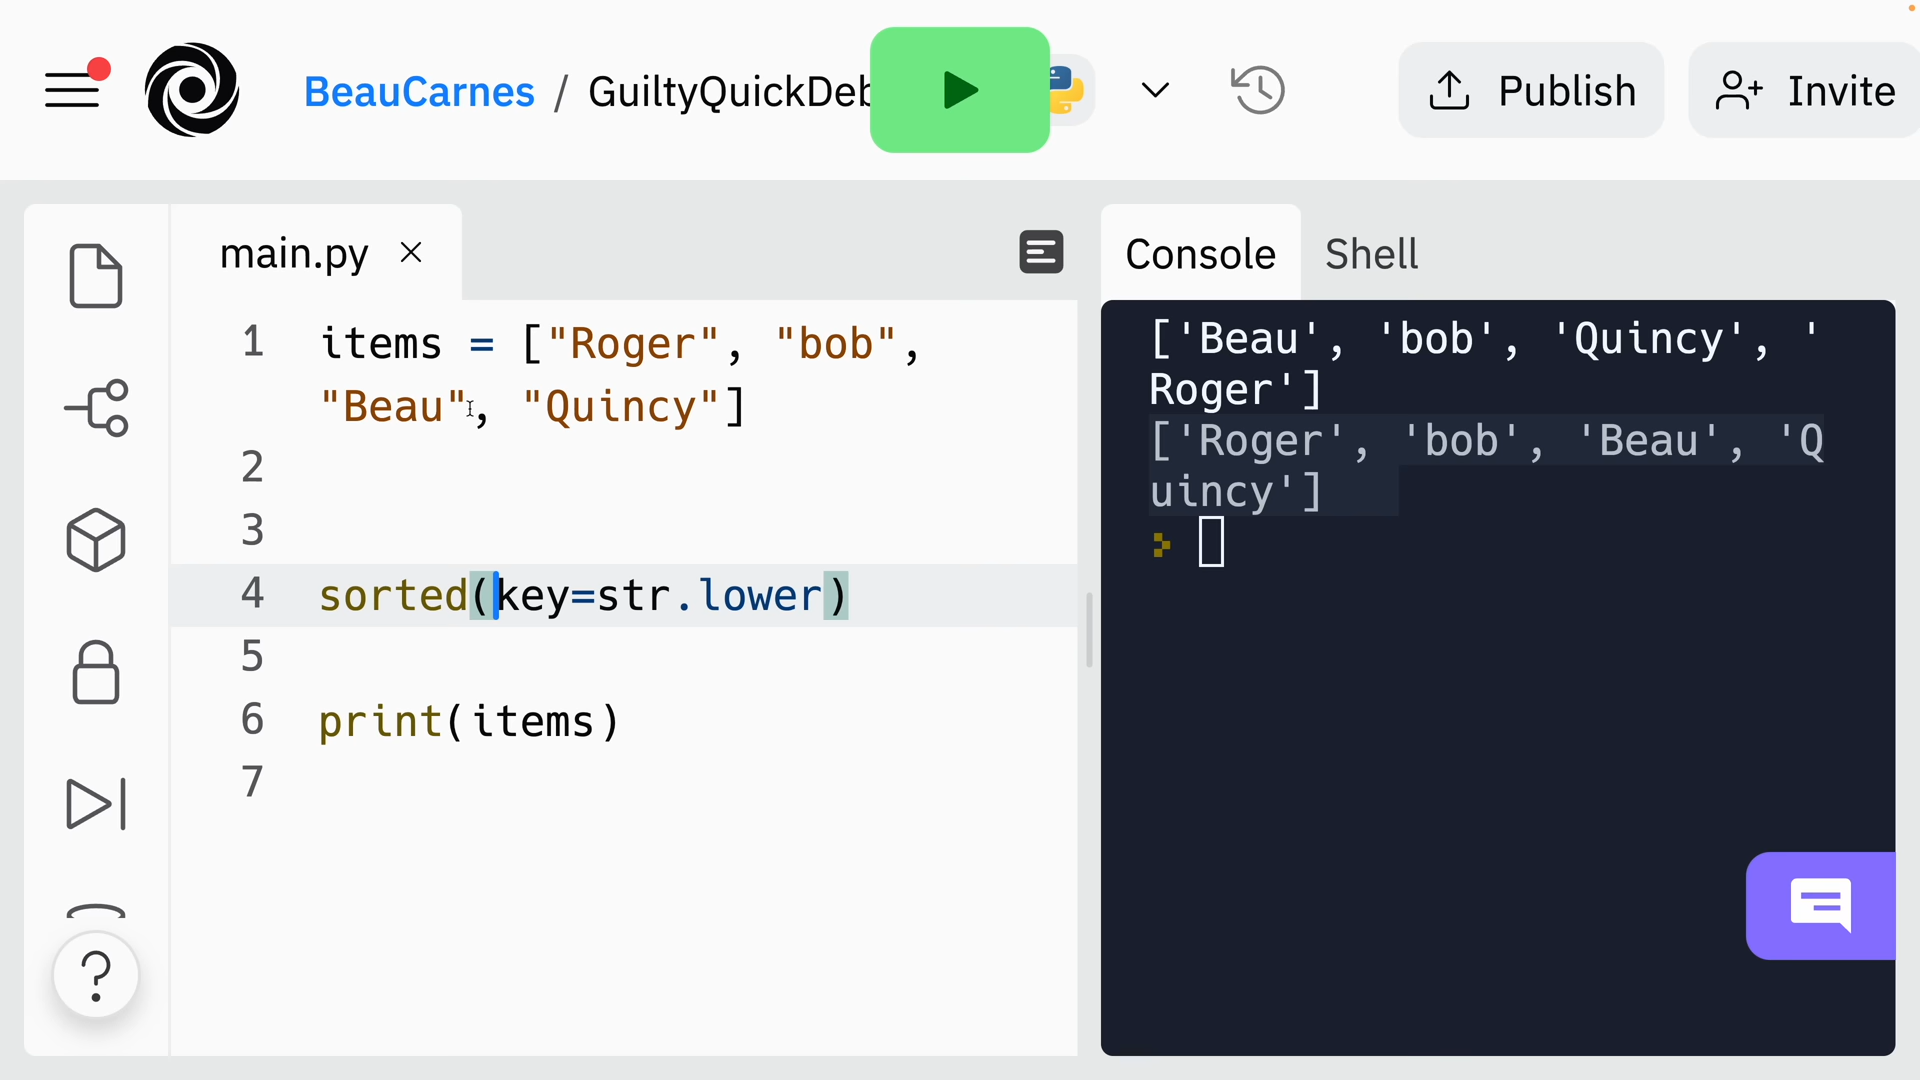 BeauCarnes / GuiltyQuickDeb
Publish
Invite
main.py
Console
Shell
1 items = ["Roger", "bob",
"Beau", "Quincy"]
2
3
4 sorted(key=str.lower)
5
6 print(items)
7
['Beau', 'bob', 'Quincy', '
Roger']
['Roger', 'bob', 'Beau', 'Q
uincy']